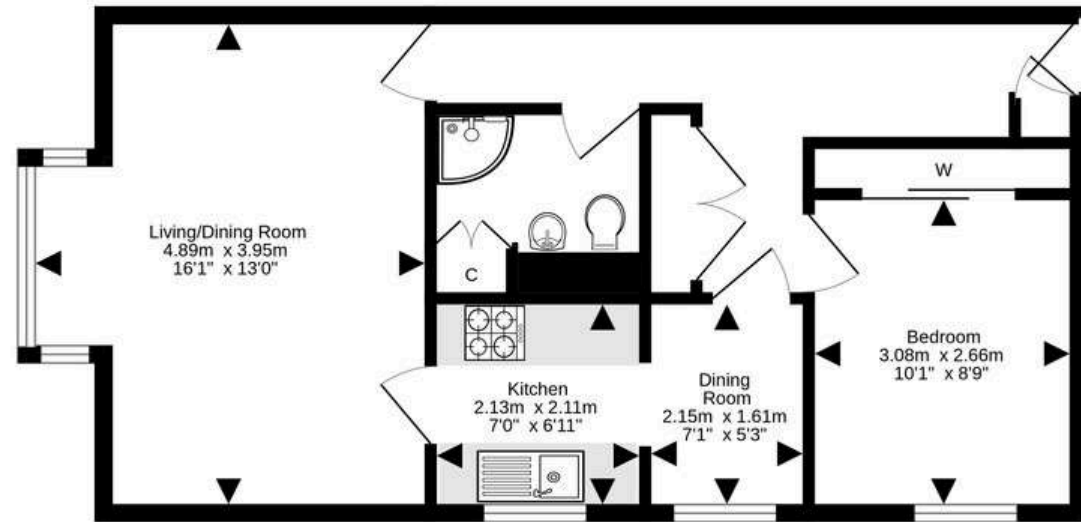 Living/Dining Room
4.89m x 3.95m
16'1" x 13'0"
C
W
Kitchen
2.13m x 2.11m
7'0" x 6'11"
Dining
Room
2.15m x 1.61m
7'1" x 5'3"
Bedroom
3.08m x 2.66m
10'1" x 8'9"